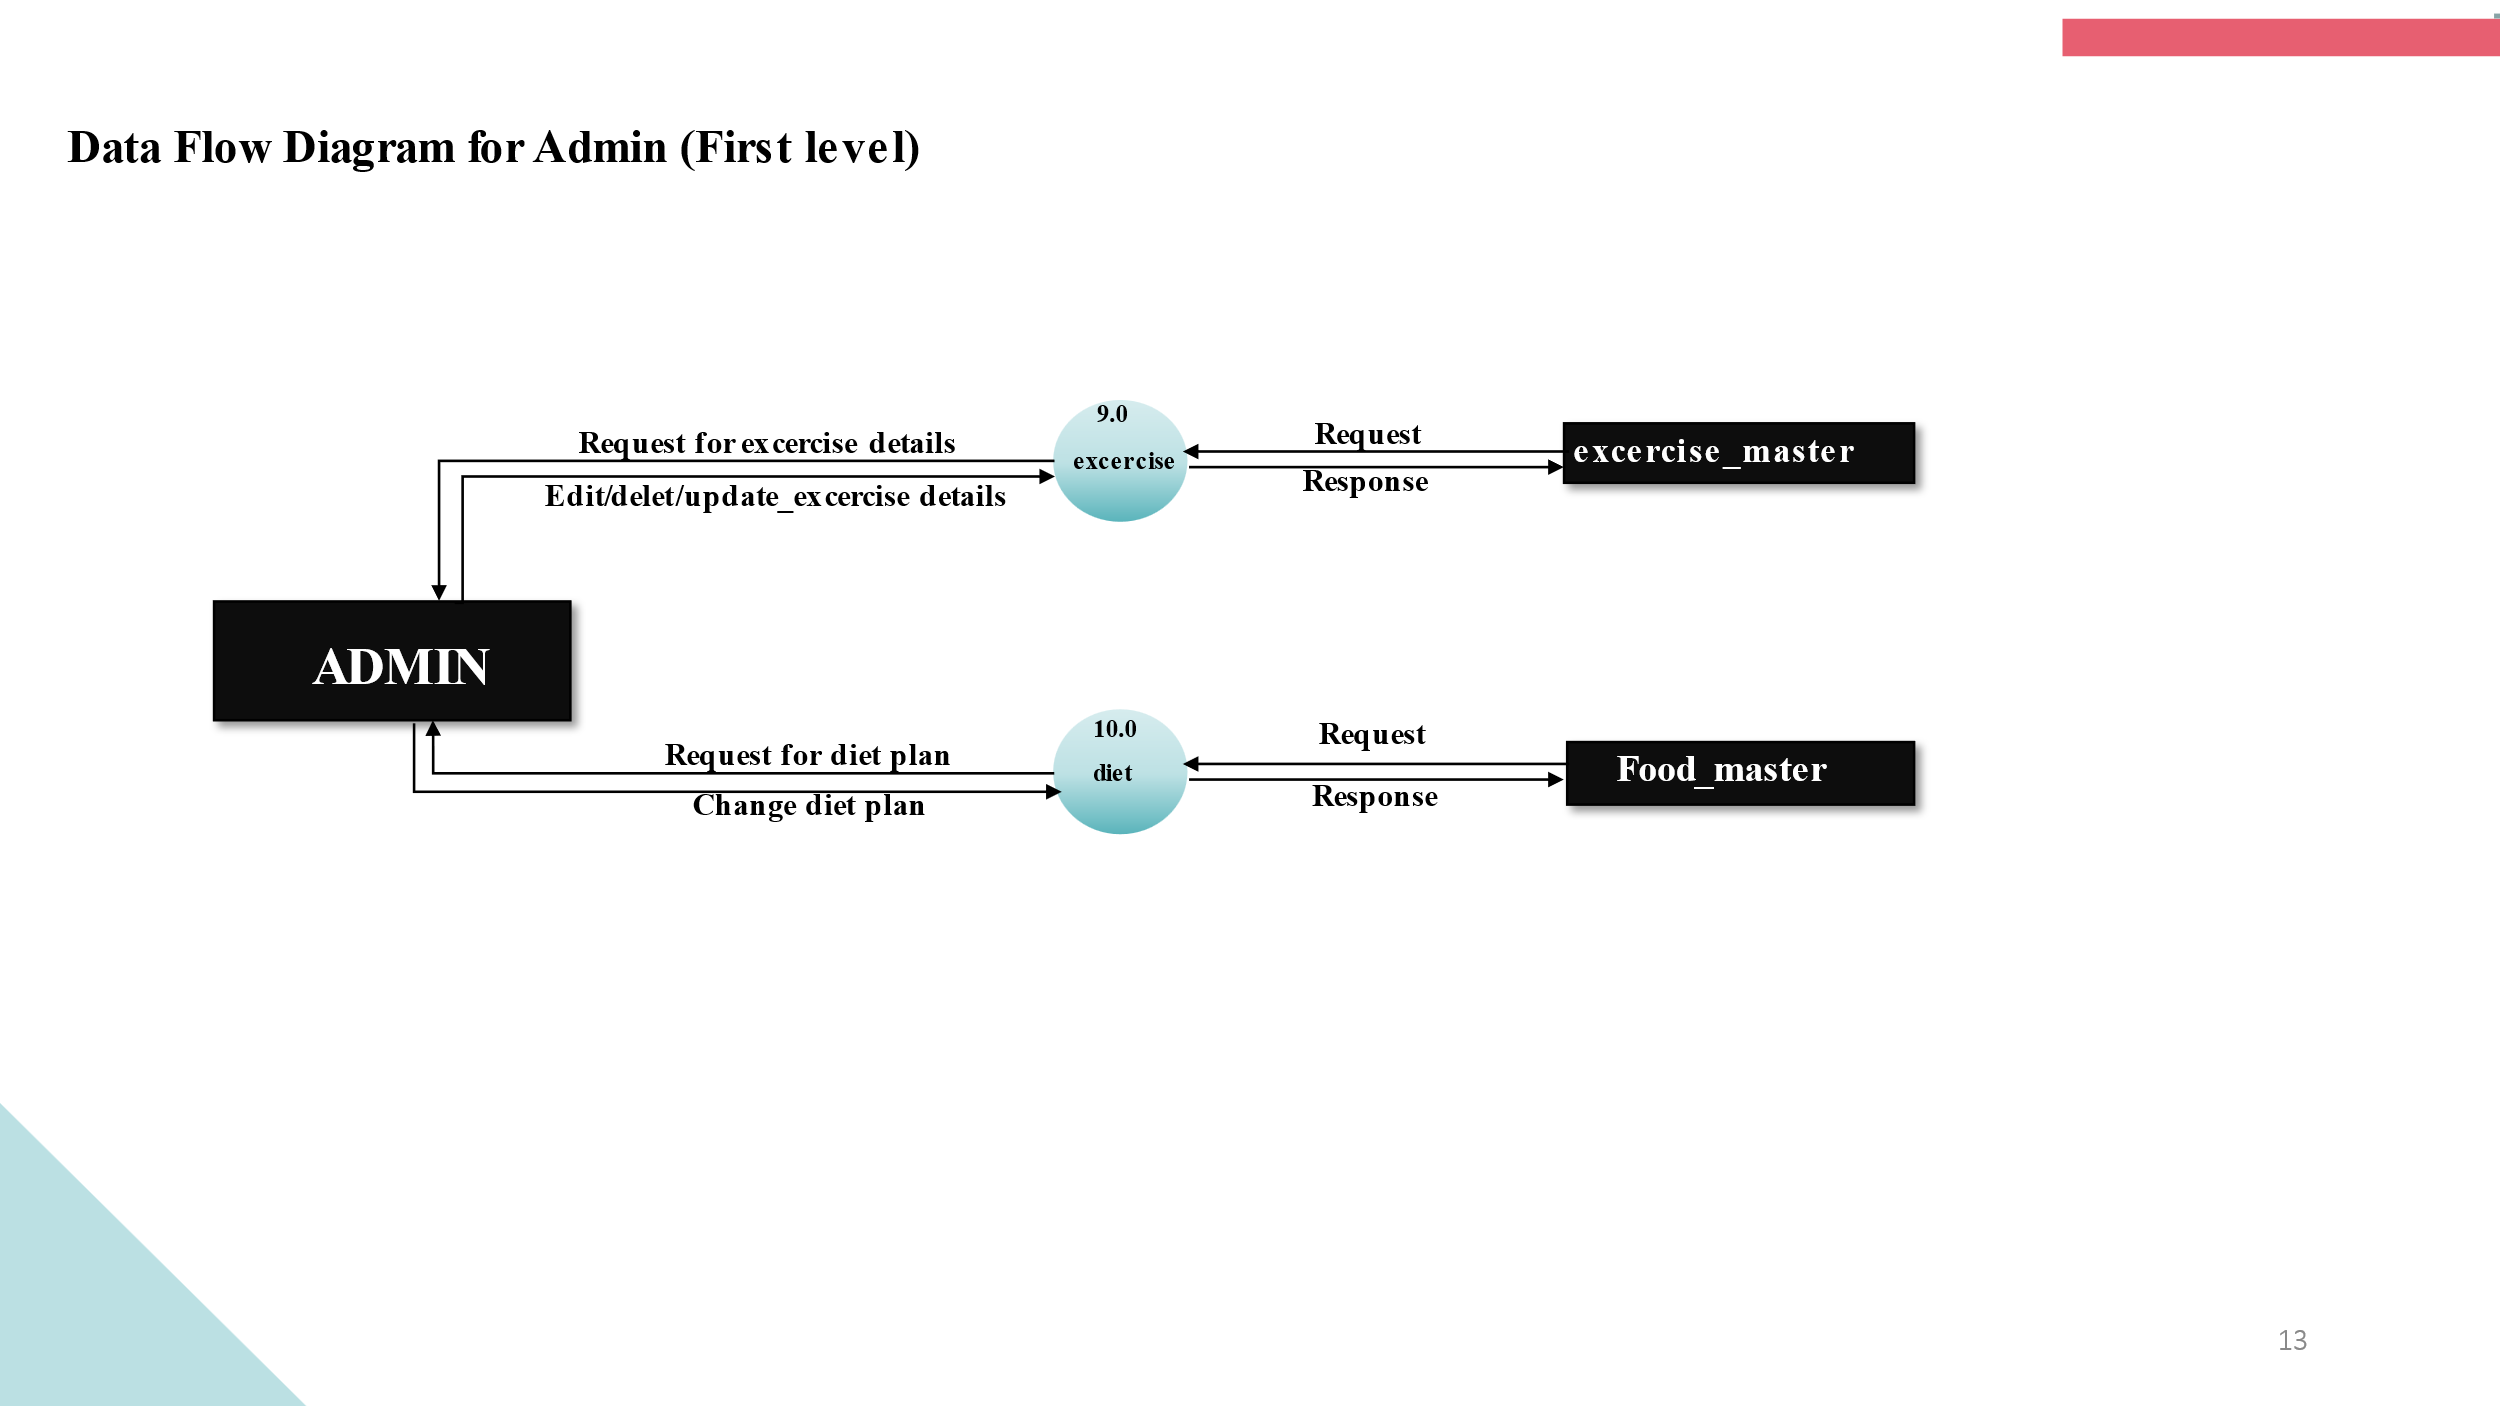 Data Flow Diagram for Admin (First level)
9.0
Request for excercise details
excercise
Request
excercise_master
Edit/delet/update_excercise details
Response
ADMIN
10.0
Request for diet plan
diet
Request
Food_master
Change diet plan
Response
13